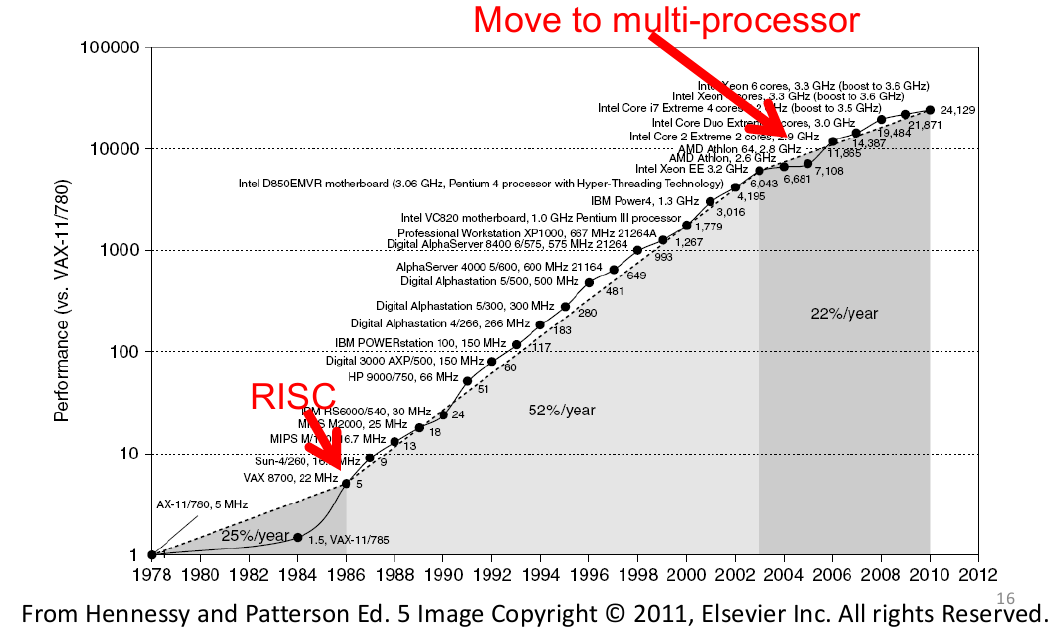 Move to multi-processor
100000
10000
1000
100
10
1
Performance (vs. VAX-11/780)
Intel Xeon 6 cores, 3.3 GHz (boost to 3.6 GHz)
Intel Xeon cores, 3.3 GHz (boost to 3.6 GHz)
Intel Core i7 Extreme 4 cores GHz (boost to 3.5 GHz)
Intel Core Duo Extreme cores, 3.0 GHz
Intel Core 2 Extreme 2 cores, 2.9 GHz
AMD Athlon 64, 2.8 GHz
AMD Athlon, 2.6 GHz
Intel Xeon EE 3.2 GHz
Intel D850EMVR motherboard (3.06 GHz, Pentium 4 processor with Hyper-Threading Technology)
IBM Power4, 1.3 GHz
Intel VC820 motherboard, 1.0 GHz Pentium III processor
Professional Workstation XP1000, 667 MHz 21264A
Digital AlphaServer 8400 6/575, 575 MHz 21264
AlphaServer 4000 5/600, 600 MHz 21164
Digital Alphastation 5/500, 500 MHz
Digital Alphastation 5/300, 300 MHz
Digital Alphastation 4/266, 266 MHz
IBM POWERstation 100, 150 MHz
Digital 3000 AXP/500, 150 MHz
HP 9000/750, 66 MHz
RISC
IBM RS6000/540, 30 MHz
MIPS M2000, 25 MHz
MIPS 16.7 MHz
Sun-4/260, MHz
VAX 8700, 22 MHz
AX-11/780, 5 MHz
24,129
21,871
19,484
14,387
11,865
7,108
6,681
6,043
4,195
3,016
1,779
1,267
993
649
481
280
183
117
80
51
24
18
13
9
5
1.5, VAX-11/785
25%/year
52%/year
22%/year
1978 1980 1982 1984 1986 1988 1990 1992 1994 1996 1998 2000 2002 2004 2006 2008 2010 2012
16
From Hennessy and Patterson Ed. 5 Image Copyright © 2011, Elsevier Inc. All rights Reserved.